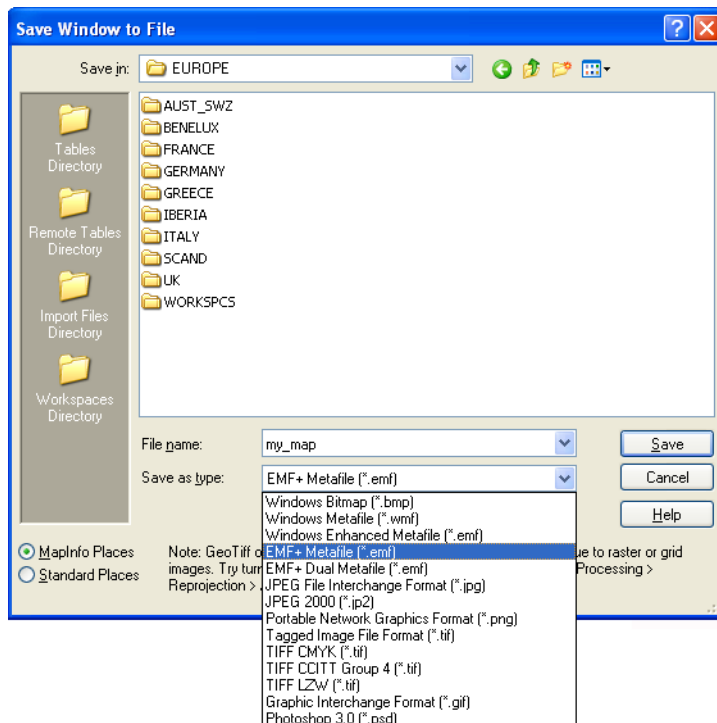 Save Window to File
Save in:
EUROPE
Tables
Directory
Remote Tables
Directory
Import Files
Directory
Workspaces
Directory
AUST_SWZ
BENELUX
FRANCE
GERMANY
GREECE
IBERIA
ITALY
SCAND
UK
WORKSPCS
File name:
my_map
Save
Save as type:
EMF+ Metafile (*.emf)
Cancel
Help
Windows Bitmap (*.bmp)
Windows Metafile (*.wmf)
Windows Enhanced Metafile (*.emf)
EMF+ Metafile (*.emf)
EMF+ Dual Metafile (*.emf)
JPEG File Interchange Format (*.jpg)
JPEG 2000 (*.jp2)
Portable Network Graphics Format (*.png)
Tagged Image File Format (*.tif)
TIFF CMYK (*.tif)
TIFF CCITT Group 4 (*.tif)
TIFF LZW (*.tif)
Graphic Interchange Format (*.gif)
Photoshop 3.0 (*.psd)
MapInfo Places
Standard Places
Note: GeoTiff
to raster or grid
images. Try
Processing >
Reprojection >